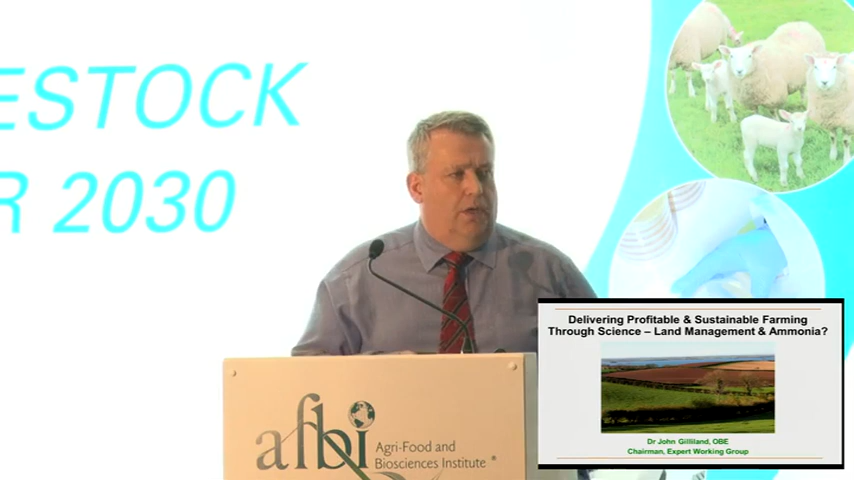 ESTOCK
R 2030
afbi
Agri-Food and
Biosciences Institute
Delivering Profitable & Sustainable Farming
Through Science – Land Management & Ammonia?
Dr John Gilliland, OBE
Chairman, Expert Working Group